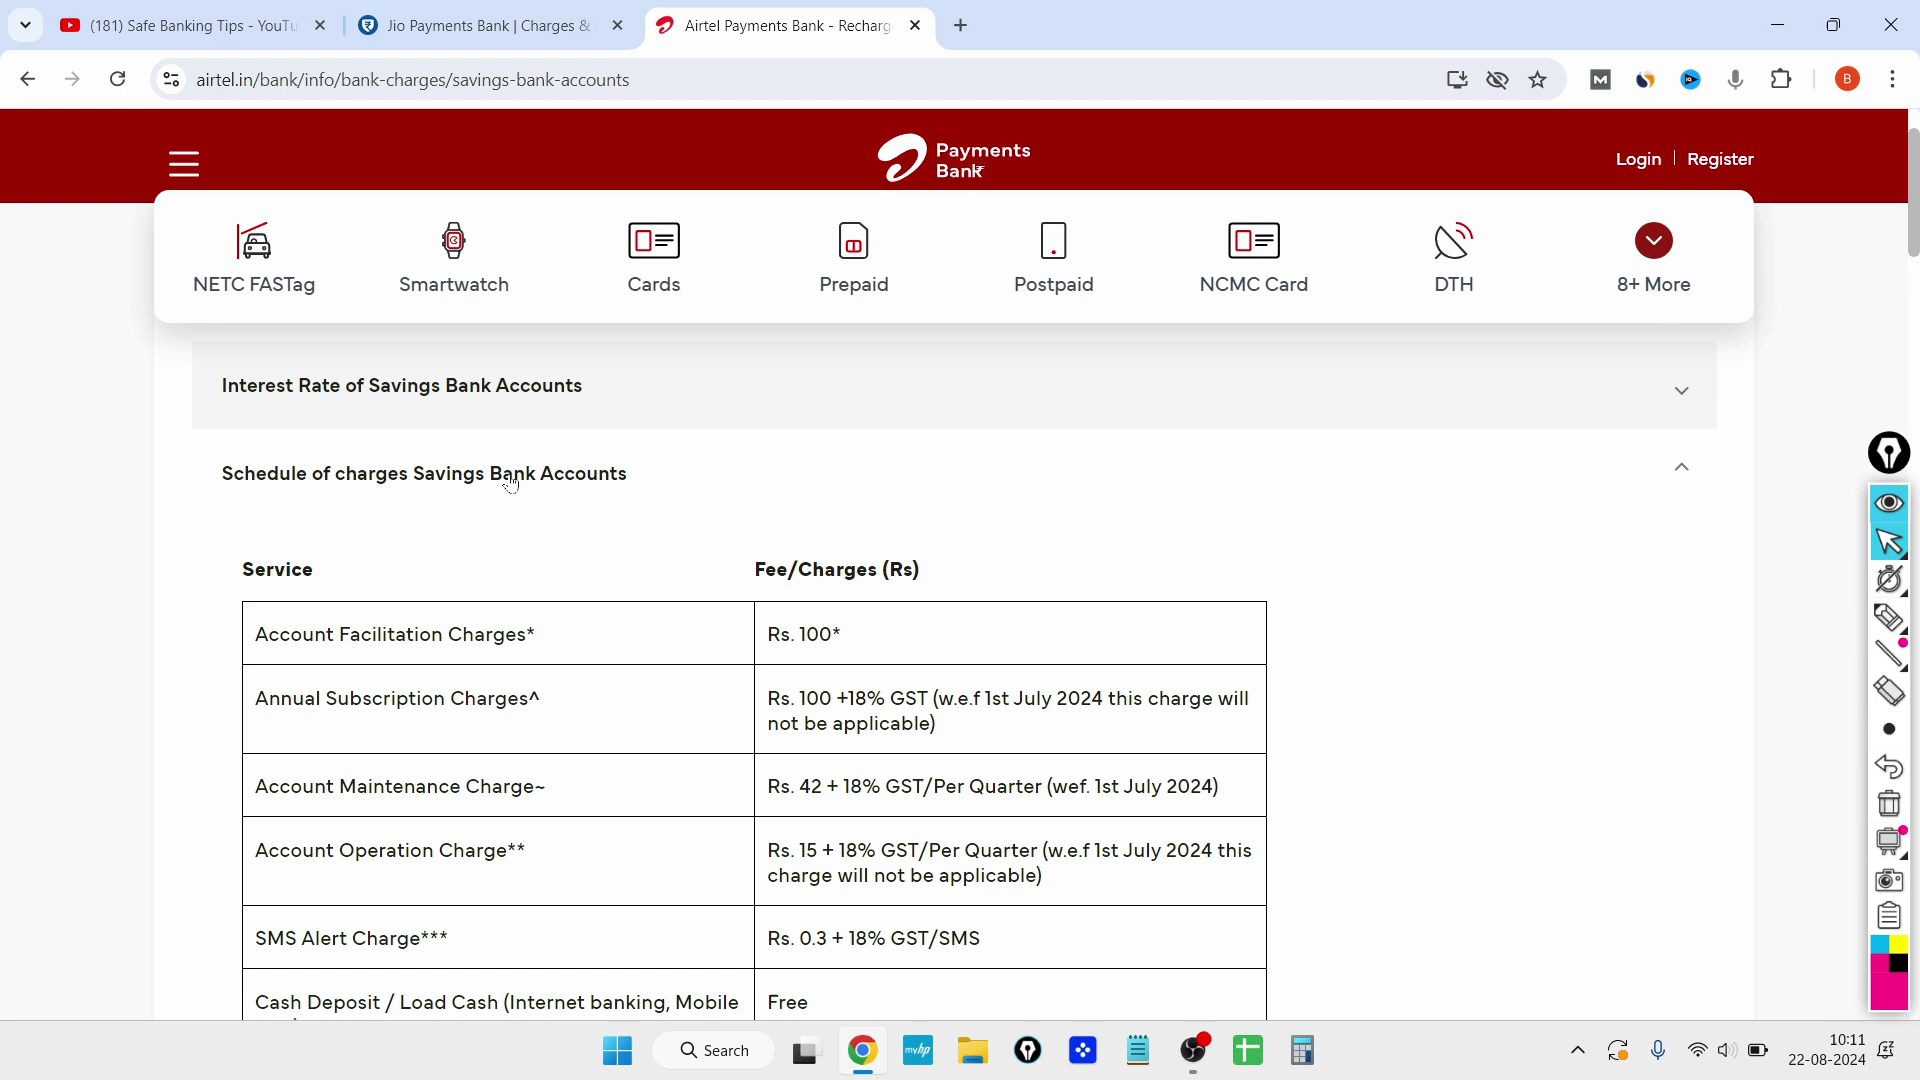 (181) Safe Banking Tips - YouTu
Jio Payments Bank | Charges &
Airtel Payments Bank - Recharg
airtel.in/bank/info/bank-charges/savings-bank-accounts
M
B
Payments
Bank
Login | Register
NETC FASTag
Smartwatch
Cards
Prepaid
Postpaid
NCMC Card
DTH
8+ More
Interest Rate of Savings Bank Accounts
Schedule of charges Savings Bank Accounts
Service
Fee/Charges (Rs)
Account Facilitation Charges*
Rs. 100*
Annual Subscription Charges^
Rs. 100 +18% GST (w.e.f 1st July 2024 this charge will
not be applicable)
Account Maintenance Charge~
Rs. 42 + 18% GST/Per Quarter (wef. 1st July 2024)
Account Operation Charge**
Rs. 15 + 18% GST/Per Quarter (w.e.f 1st July 2024 this
charge will not be applicable)
SMS Alert Charge***
Rs. 0.3 + 18% GST/SMS
Cash Deposit / Load Cash (Internet banking, Mobile
Free
Search
myhp
10:11
22-08-2024